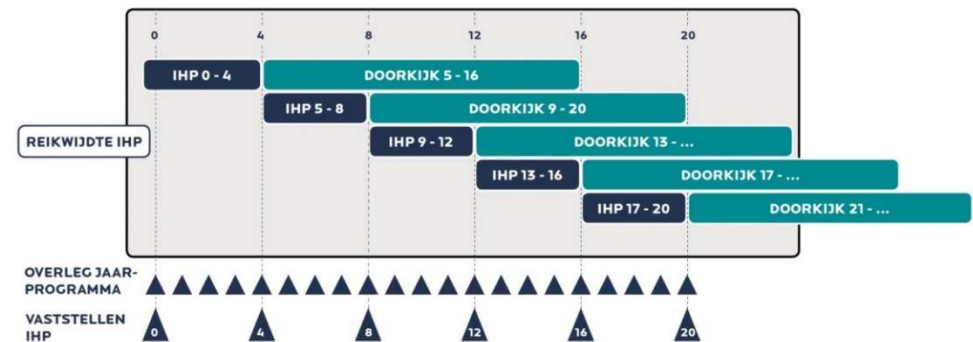 0 4 8 12 16 20
IHP 0 - 4 DOORKIJK 5 - 16
IHP 5 - 8 DOORKIJK 9 - 20
REIKWIJDTE IHP IHP 9 - 12 DOORKIJK 13 - ...
IHP 13 - 16 DOORKIJK 17 - ...
IHP 17 - 20 DOORKIJK 21 - ...
OVERLEG JAAR-
PROGRAMMA
VASTSTELLEN
IHP
0 4 8 12 16 20